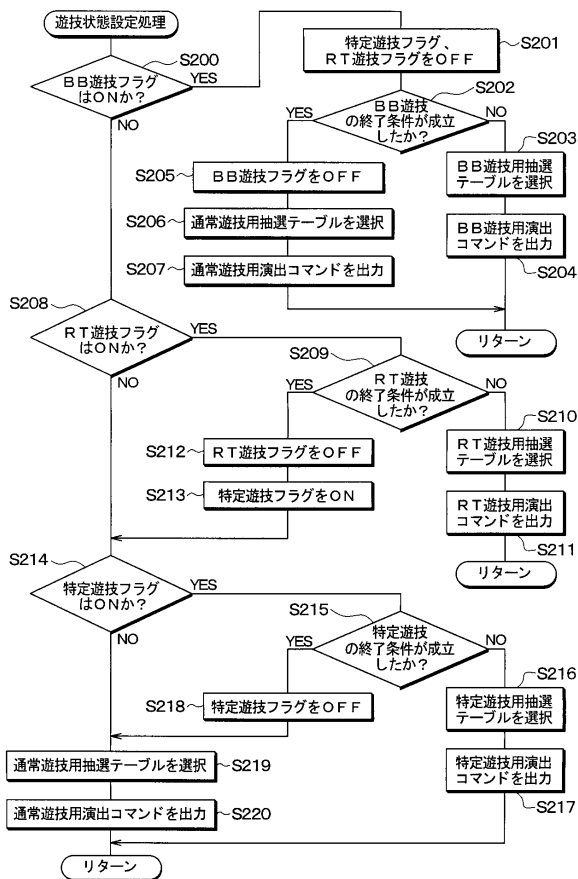 遊技状態設定処理
S200
BB遊技フラグ
はONか?
YES
NO
特定遊技フラグ、
RT遊技フラグをOFF
S201
S202
BB遊技
の終了条件が成立
したか?
YES
NO
S203
BB遊技用抽選
テーブルを選択
S205
BB遊技フラグをOFF
S206
通常遊技用抽選テーブルを選択
BB遊技用演出
コマンドを出力
S204
S207
通常遊技用演出コマンドを出力
リターン
S208
RT遊技フラグ
はONか?
YES
NO
S209
RT遊技
の終了条件が成立
したか?
YES
NO
S210
RT遊技用抽選
テーブルを選択
S212
RT遊技フラグをOFF
S213
特定遊技フラグをON
RT遊技用演出
コマンドを出力
S211
リターン
S214
特定遊技フラグ
はONか?
YES
NO
S215
特定遊技
の終了条件が成立
したか?
YES
NO
S216
特定遊技用抽選
テーブルを選択
S218
特定遊技フラグをOFF
特定遊技用演出
コマンドを出力
S217
通常遊技用抽選テーブルを選択
S219
通常遊技用演出コマンドを出力
S220
リターン